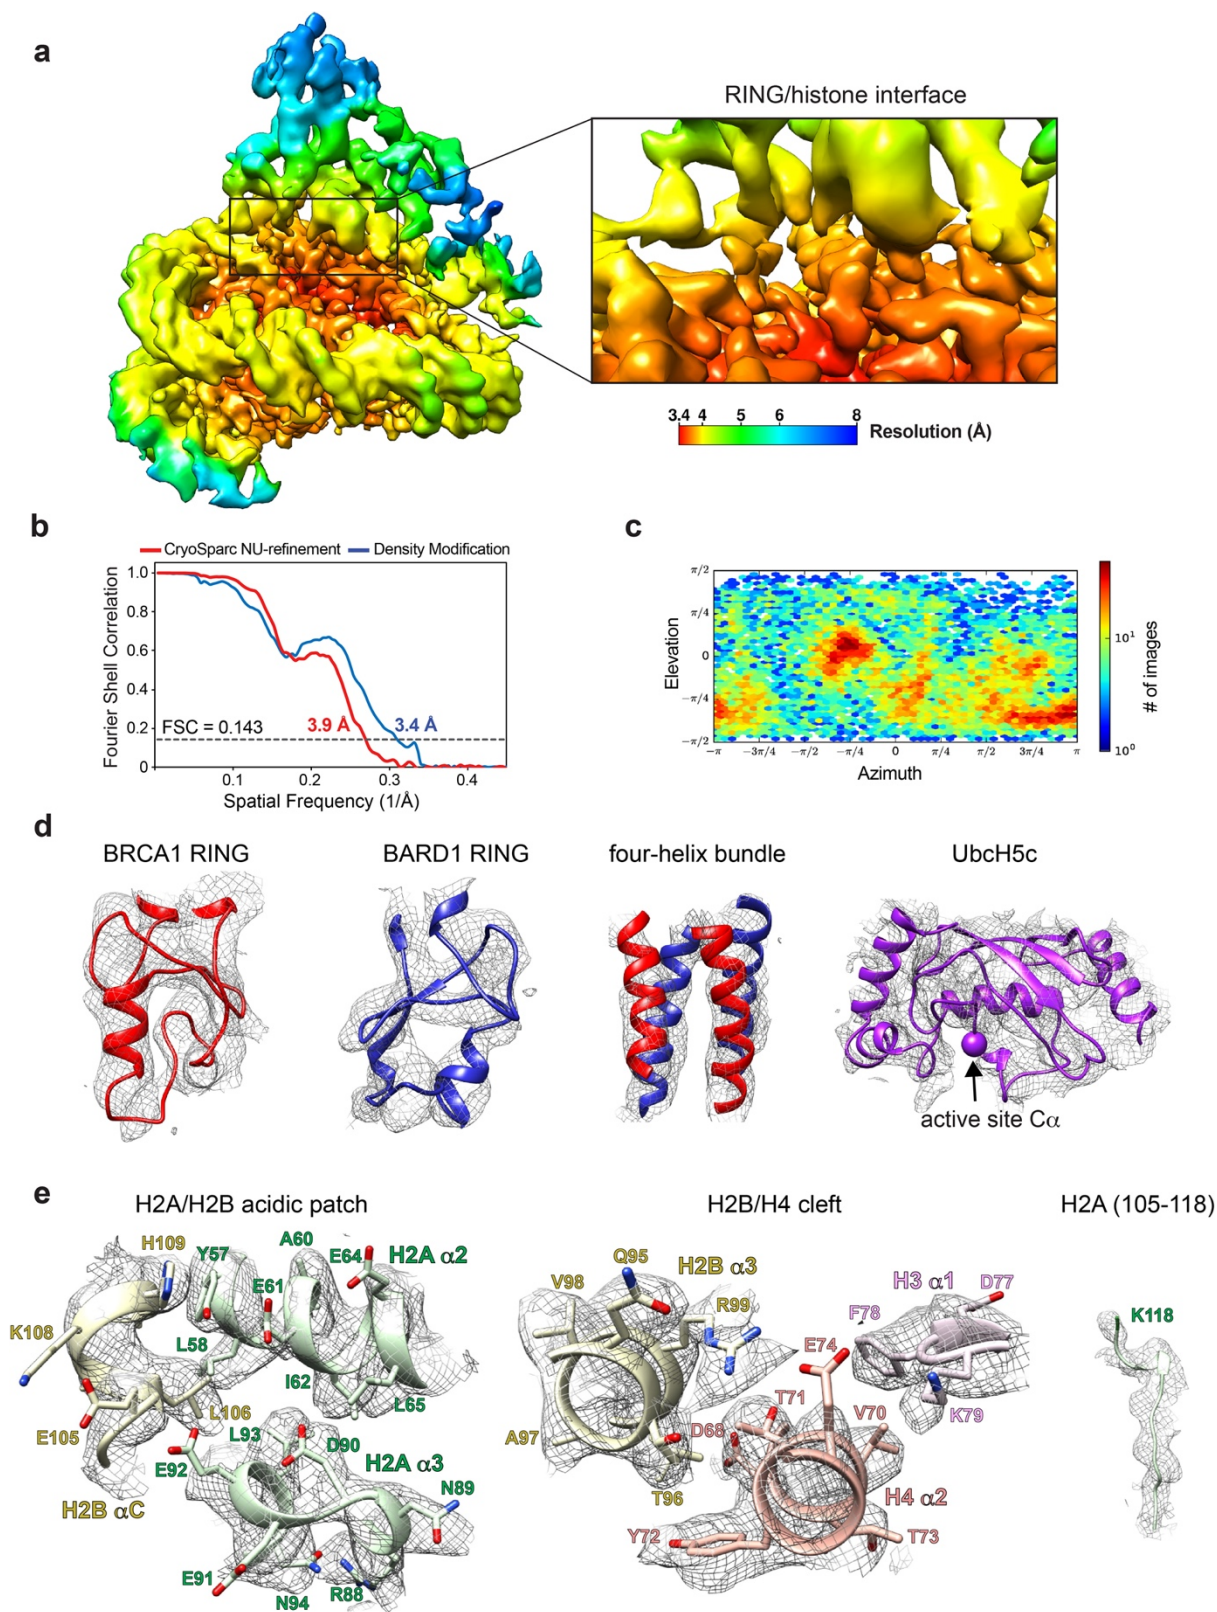 a
RING/histone interface
3.4 4 5 6 8
Resolution (Å)
b
CryoSparc NU-refinement Density Modification
1.0
0.8
0.6
0.4
0.2
0
Fourier Shell Correlation
FSC = 0.143
3.9 Å
3.4 Å
0.1 0.2 0.3 0.4
Spatial Frequency (1/Å)
c
π/2
π/4
0
−π/4
−π/2
Elevation
−π −3π/4 −π/2 −π/4 0 π/4 π/2 3π/4 π
Azimuth
10¹
10⁰
# of images
d
BRCA1 RING
BARD1 RING
four-helix bundle
UbcH5c
active site Cα
e
H2A/H2B acidic patch
H109
Y57
A60
E64
H2A α2
E61
K108
L58
I62
L65
E105
L106
L93
D90
E92
H2A α3
N89
H2B αC
E91
N94
R88
H2B/H4 cleft
Q95
V98
H2B α3
R99
H3 α1
D77
F78
E74
T71
K79
V70
D68
A97
T96
H4 α2
Y72
T73
H2A (105-118)
K118